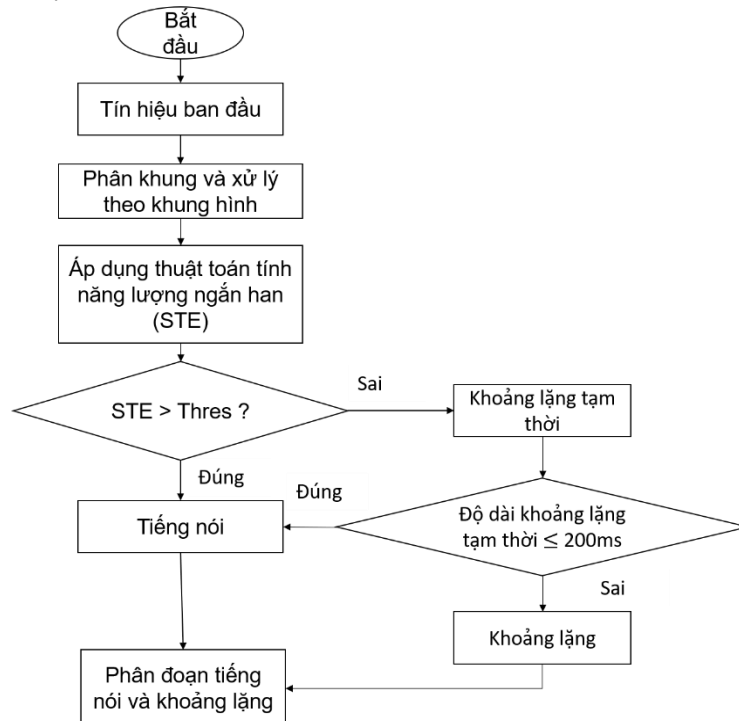 Bắt
đầu
Tín hiệu ban đầu
Phân khung và xử lý
theo khung hình
Áp dụng thuật toán tính
năng lượng ngắn han
(STE)
STE > Thres ?
Sai
Khoảng lặng tạm
thời
Đúng
Đúng
Tiếng nói
Độ dài khoảng lặng
tạm thời ≤ 200ms
Sai
Khoảng lặng
Phân đoạn tiếng
nói và khoảng lặng